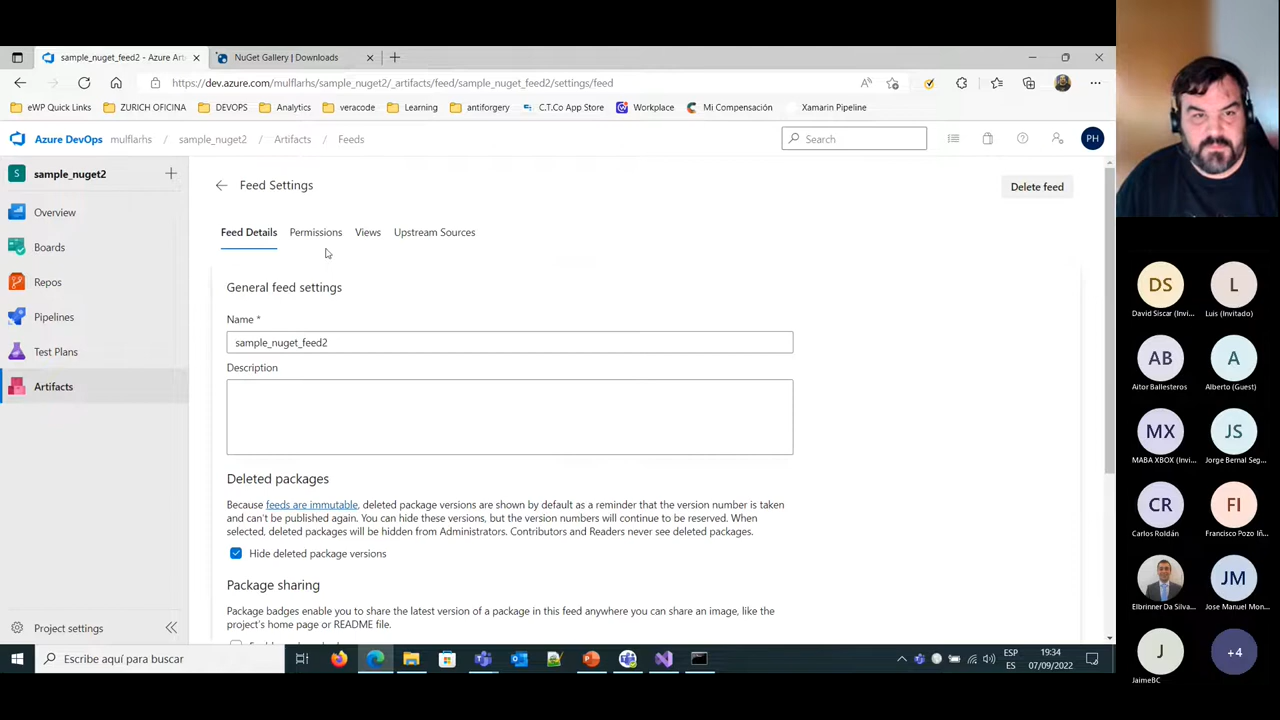 sample_nuget_feed2 - Azure Art
NuGet Gallery | Downloads
https://dev.azure.com/mulflarhs/sample_nuget2/_artifacts/feed/sample_nuget_feed2/settings/feed
eWP Quick Links
ZURICH OFICINA
DEVOPS
Analytics
veracode
Learning
antiforgery
C.T.Co App Store
Workplace
Mi Compensación
Xamarin Pipeline
Azure DevOps
mulflarhs
/
sample_nuget2
/
Artifacts
/
Feeds
Search
PH
S
sample_nuget2
Overview
Boards
Repos
Pipelines
Test Plans
Artifacts
Project settings
Feed Settings
Delete feed
Feed Details
Permissions
Views
Upstream Sources
General feed settings
Name *
sample_nuget_feed2
Description
Deleted packages
Because feeds are immutable, deleted package versions are shown by default as a reminder that the version number is taken
and can't be published again. You can hide these versions, but the version numbers will continue to be reserved. When
selected, deleted packages will be hidden from Administrators. Contributors and Readers never see deleted packages.
Hide deleted package versions
Package sharing
Package badges enable you to share the latest version of a package in this feed anywhere you can share an image, like the
project's home page or README file.
Escribe aquí para buscar
ESP
ES
19:34
07/09/2022
DS
David Siscar (Invi...
L
Luis (Invitado)
AB
Aitor Ballesteros
A
Alberto (Guest)
MX
MABA XBOX (Invi...
JS
Jorge Bernal Seg...
CR
Carlos Roldán
FI
Francisco Pozo Iñ...
Elbrinner Da Silva...
JM
Jose Manuel Mon...
J
JaimeBC
+4